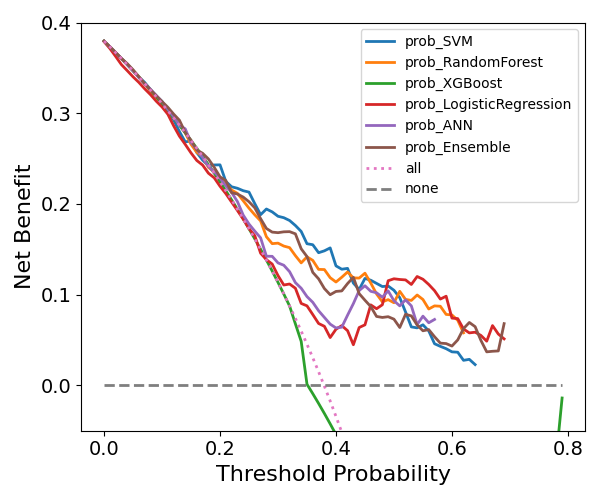 0.4
0.3
0.2
0.1
0.0
Net Benefit
prob_SVM
prob_RandomForest
prob_XGBoost
prob_LogisticRegression
prob_ANN
prob_Ensemble
all
none
0.0 0.2 0.4 0.6 0.8
Threshold Probability